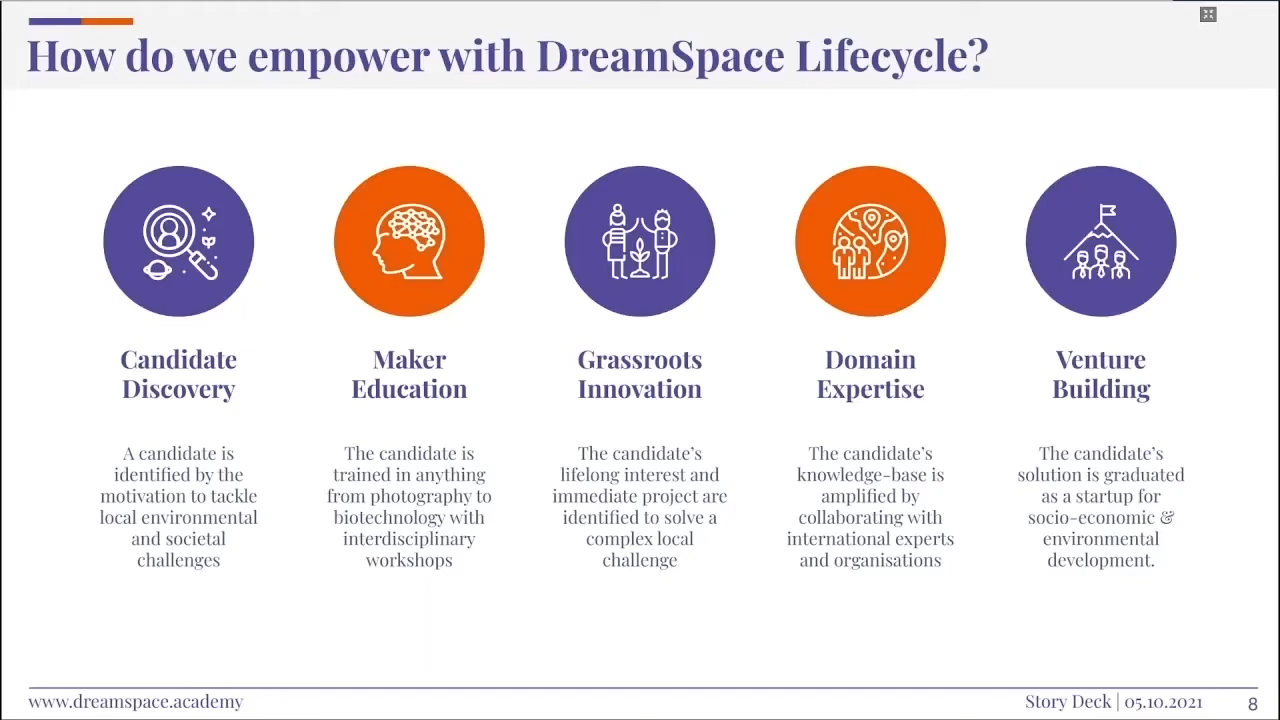 How do we empower with DreamSpace Lifecycle?
Candidate
Discovery
A candidate is
identified by the
motivation to tackle
local environmental
and societal
challenges
Maker
Education
The candidate is
trained in anything
from photography to
biotechnology with
interdisciplinary
workshops
Grassroots
Innovation
The candidate’s
lifelong interest and
immediate project are
identified to solve a
complex local
challenge
Domain
Expertise
The candidate’s
knowledge-base is
amplified by
collaborating with
international experts
and organisations
Venture
Building
The candidate’s
solution is graduated
as a startup for
socio-economic &
environmental
development.
www.dreamspace.academy
Story Deck | 05.10.2021
8